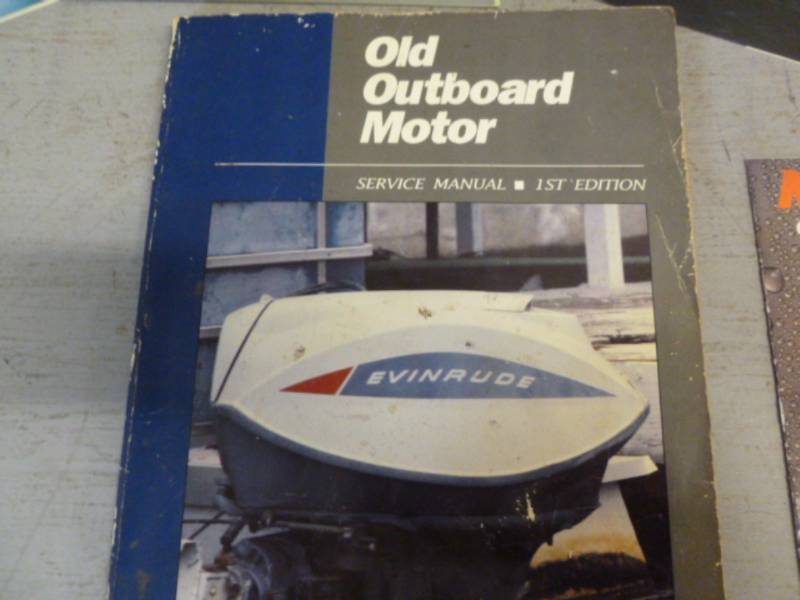 Old
Outboard
Motor
SERVICE MANUAL ■ 1ST EDITION
EVINRUDE